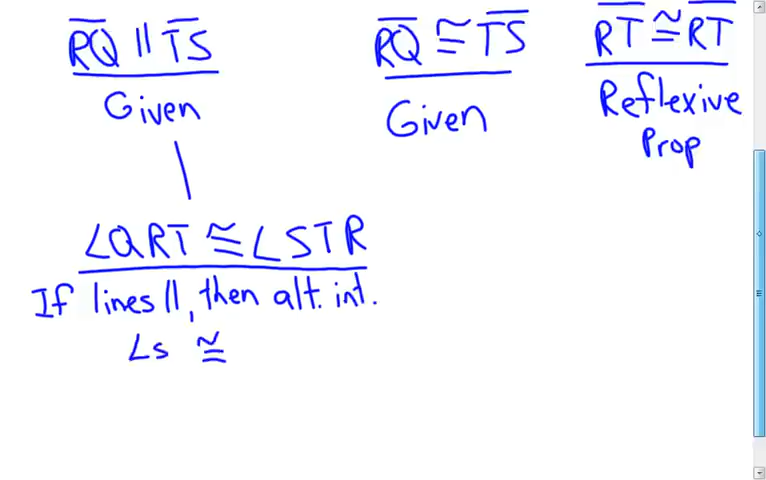 RQ ∥ TS
Given
RQ ≅ TS
Given
RT ≅ RT
Reflexive
Prop
∠QRT ≅ ∠STR
If lines ∥, then alt. int.
∠s ≅